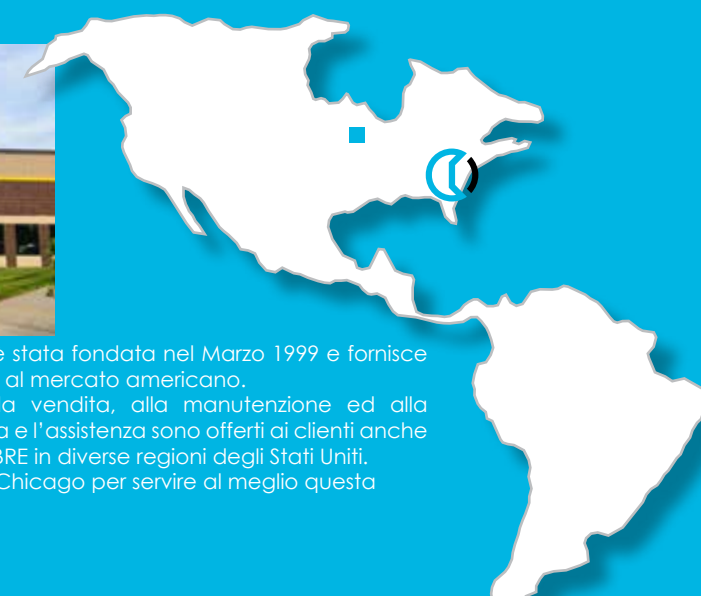 stata fondata nel Marzo 1999 e fornisce
al mercato americano.
vendita, alla manutenzione ed alla
e l'assistenza sono offerti ai clienti anche
in diverse regioni degli Stati Uniti.
Chicago per servire al meglio questa